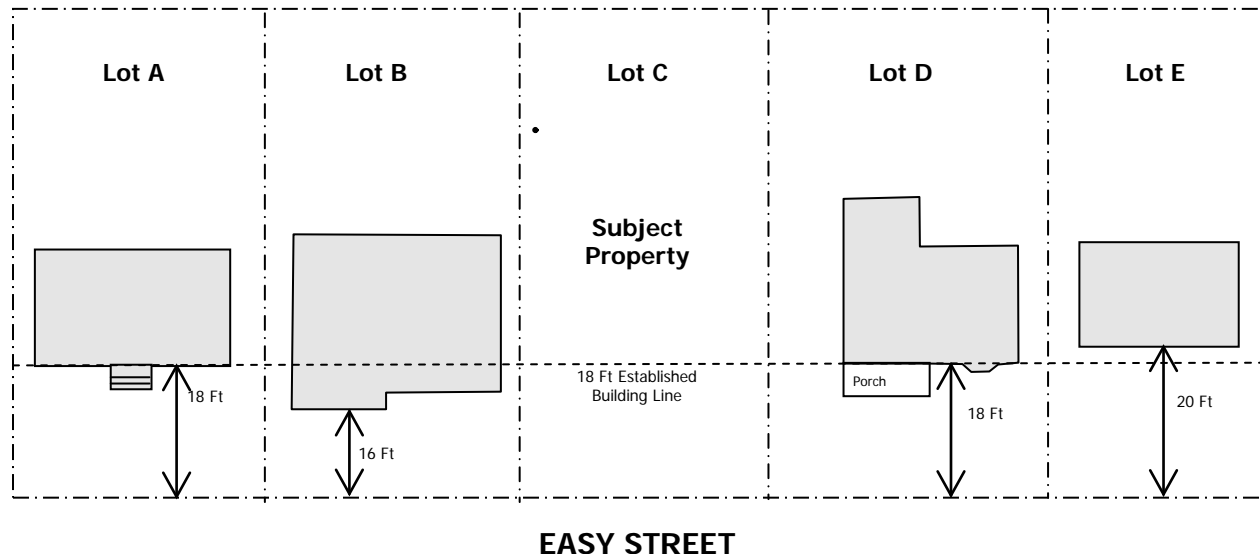 Lot A
Lot B
Lot C
Lot D
Lot E
Subject
Property
18 Ft
16 Ft
18 Ft Established
Building Line
Porch
18 Ft
20 Ft
EASY STREET